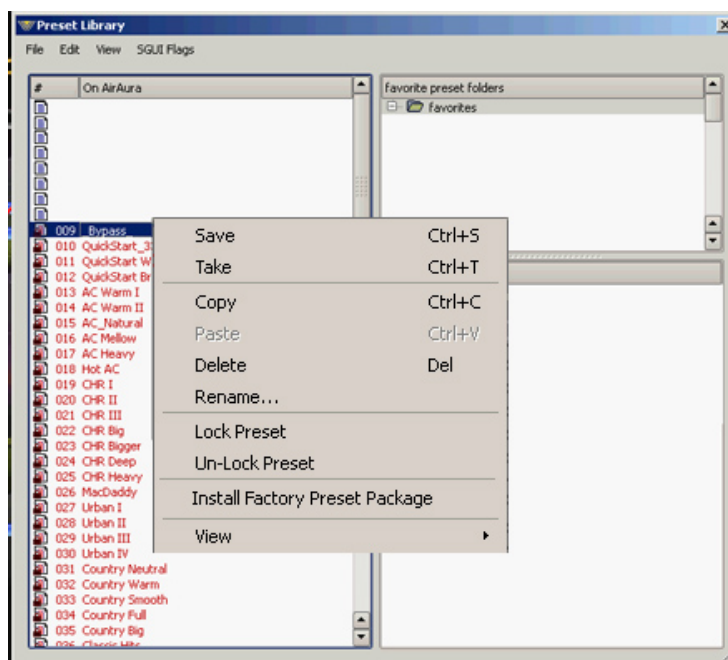 Preset Library
File Edit View SGUI Flags
# On AirAura
favorite preset folders
favorites
009 _Bypass_
010 QuickStart_3
011 QuickStart W
012 QuickStart Br
013 AC Warm I
014 AC Warm II
015 AC_Natural
016 AC Mellow
017 AC Heavy
018 Hot AC
019 CHR I
020 CHR II
021 CHR III
022 CHR Big
023 CHR Bigger
024 CHR Deep
025 CHR Heavy
026 MacDaddy
027 Urban I
028 Urban II
029 Urban III
030 Urban IV
031 Country Neutral
032 Country Warm
033 Country Smooth
034 Country Full
035 Country Big
036 Classic Hits
Save Ctrl+S
Take Ctrl+T
Copy Ctrl+C
Paste Ctrl+V
Delete Del
Rename...
Lock Preset
Un-Lock Preset
Install Factory Preset Package
View